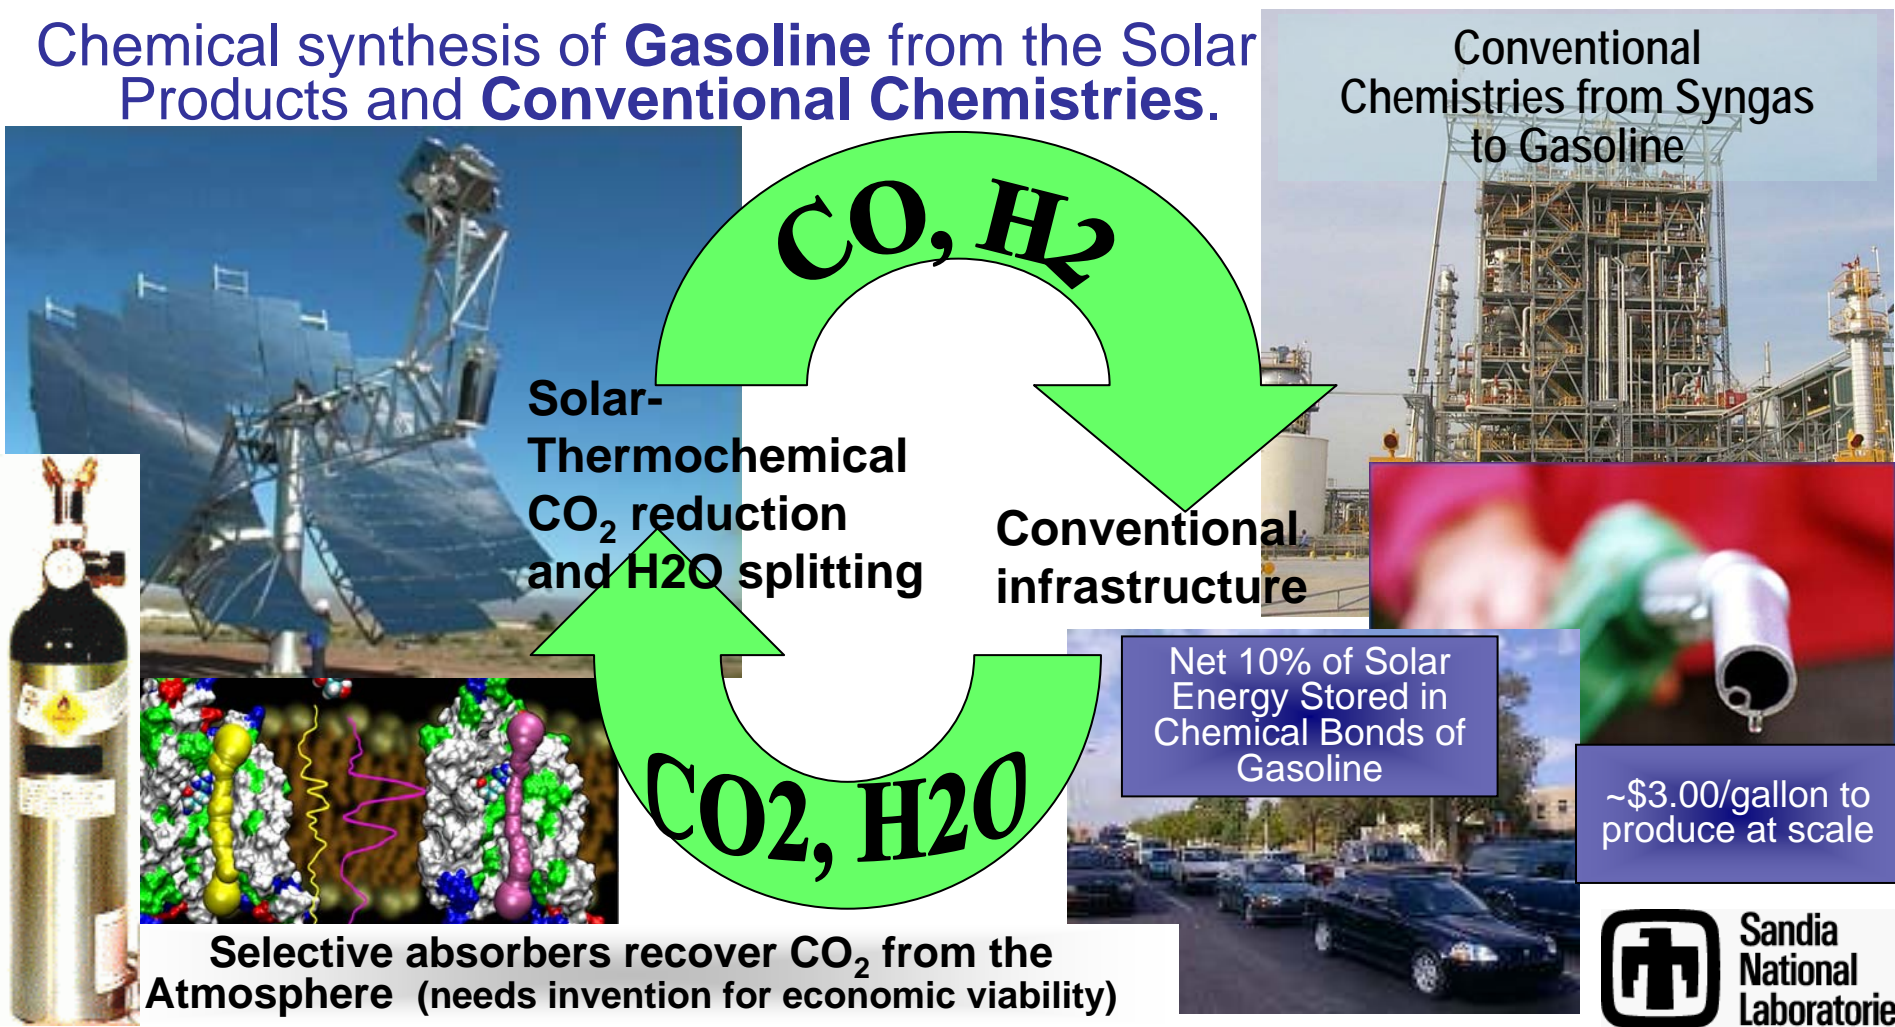 Chemical synthesis of Gasoline from the Solar
Products and Conventional Chemistries.
Conventional
Chemistries from Syngas
to Gasoline
CO, H2
Solar-
Thermochemical
CO₂ reduction
and H2O splitting
Conventional
infrastructure
Net 10% of Solar
Energy Stored in
Chemical Bonds of
Gasoline
~$3.00/gallon to
produce at scale
CO2, H2O
Selective absorbers recover CO₂ from the
Atmosphere (needs invention for economic viability)
Sandia
National
Laboratorie